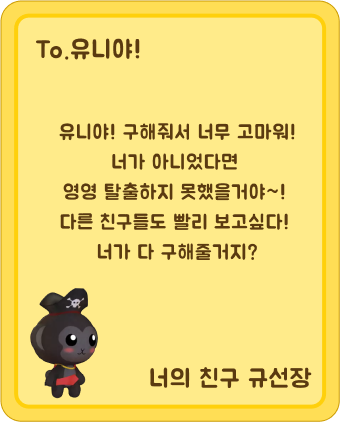 To.유니야!
유니야! 구해줘서 너무 고마워!
너가 아니었다면
영영 탈출하지 못했을거야~!
다른 친구들도 빨리 보고싶다!
너가 다 구해줄거지?
너의 친구 규선장